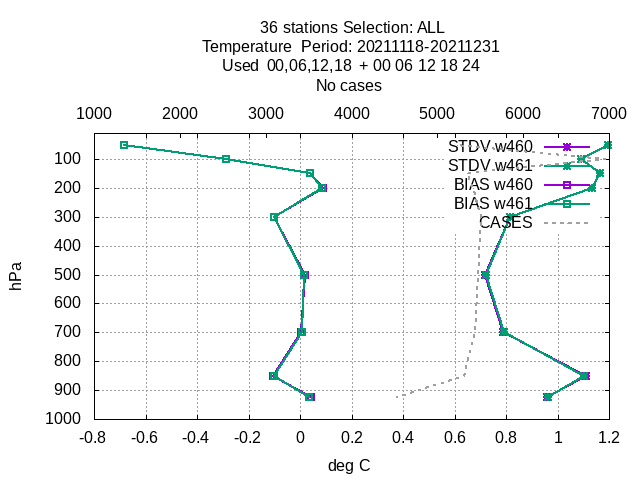 36 stations Selection: ALL
Temperature Period: 20211118-20211231
Used 00,06,12,18 + 00 06 12 18 24
No cases
1000 2000 3000 4000 5000 6000 7000
STDV w460
STDV w461
BIAS w460
BIAS w461
CASES
hPa
100
200
300
400
500
600
700
800
900
1000
-0.8 -0.6 -0.4 -0.2 0 0.2 0.4 0.6 0.8 1 1.2
deg C